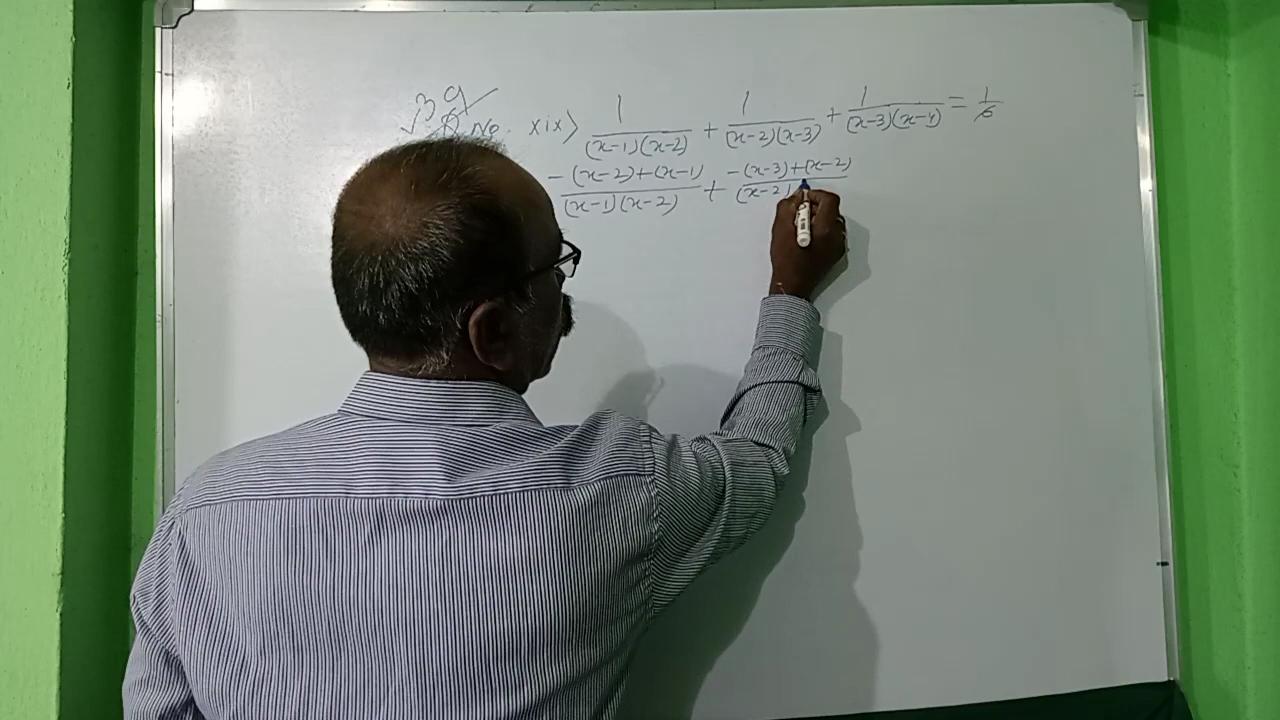 No. xix) 1/(x-1)(x-2) + 1/(x-2)(x-3) + 1/(x-3)(x-4) = 1/6
-(x-2)+(x-1)/(x-1)(x-2) + -(x-3)+(x-2)/(x-2)